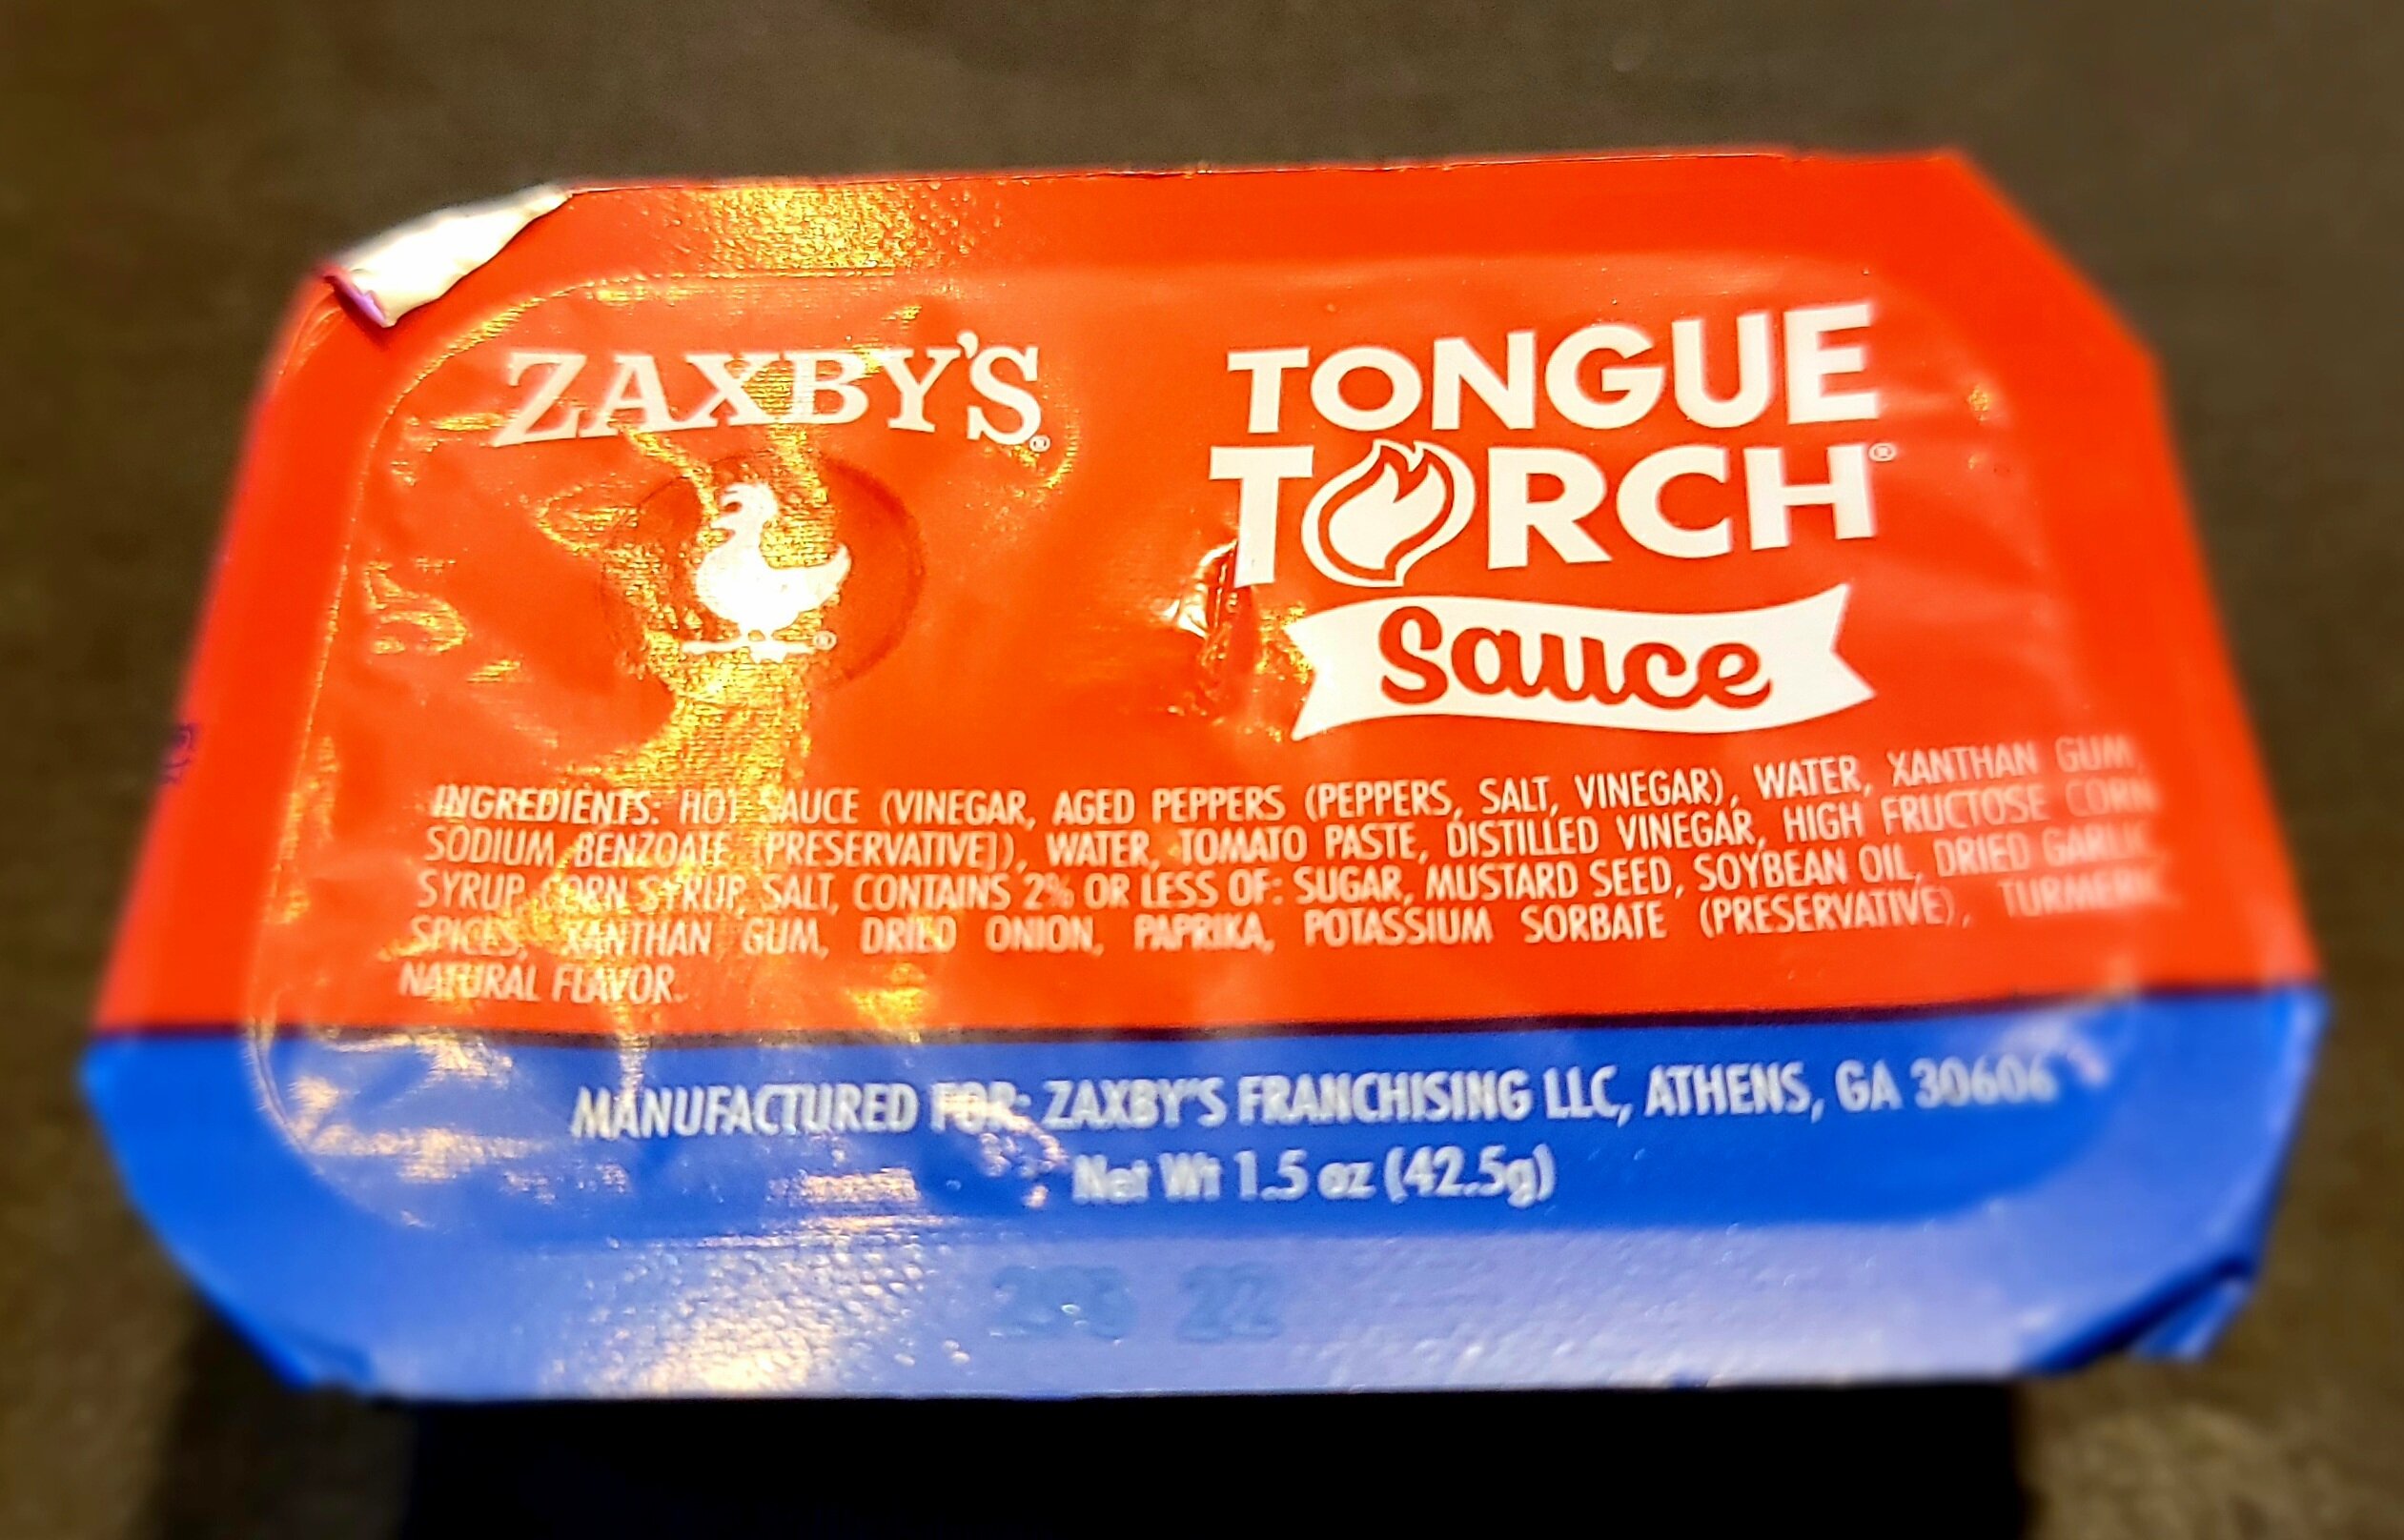 ZAXBY'S®
®
TONGUE
TORCH®
Sauce
INGREDIENTS: HOT SAUCE (VINEGAR, AGED PEPPERS (PEPPERS, SALT, VINEGAR), WATER, XANTHAN GUM,
SODIUM BENZOATE [PRESERVATIVE]), WATER, TOMATO PASTE, DISTILLED VINEGAR, HIGH FRUCTOSE CORN
SYRUP, CORN SYRUP, SALT, CONTAINS 2% OR LESS OF: SUGAR, MUSTARD SEED, SOYBEAN OIL, DRIED GARLIC,
SPICES, XANTHAN GUM, DRIED ONION, PAPRIKA, POTASSIUM SORBATE (PRESERVATIVE), TURMERIC,
NATURAL FLAVOR.
MANUFACTURED FOR: ZAXBY'S FRANCHISING LLC, ATHENS, GA 30606
Net Wt 1.5 oz (42.5g)
22